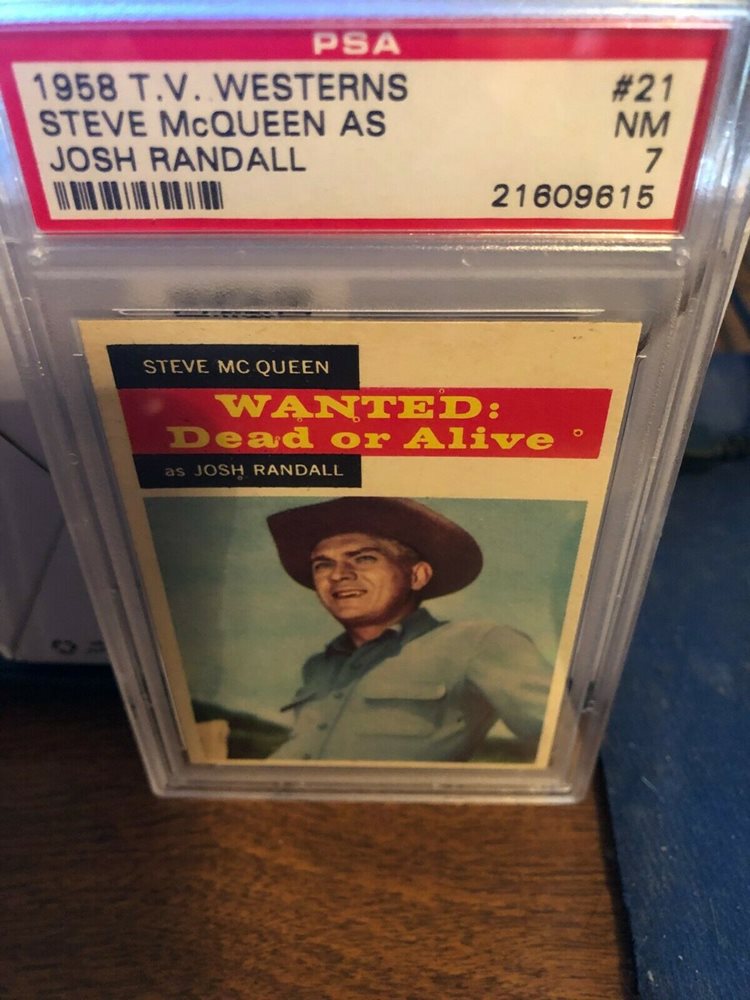 PSA
1958 T.V. WESTERNS #21
STEVE McQUEEN AS NM
JOSH RANDALL 7
21609615
STEVE MC QUEEN
WANTED:
Dead or Alive
as JOSH RANDALL